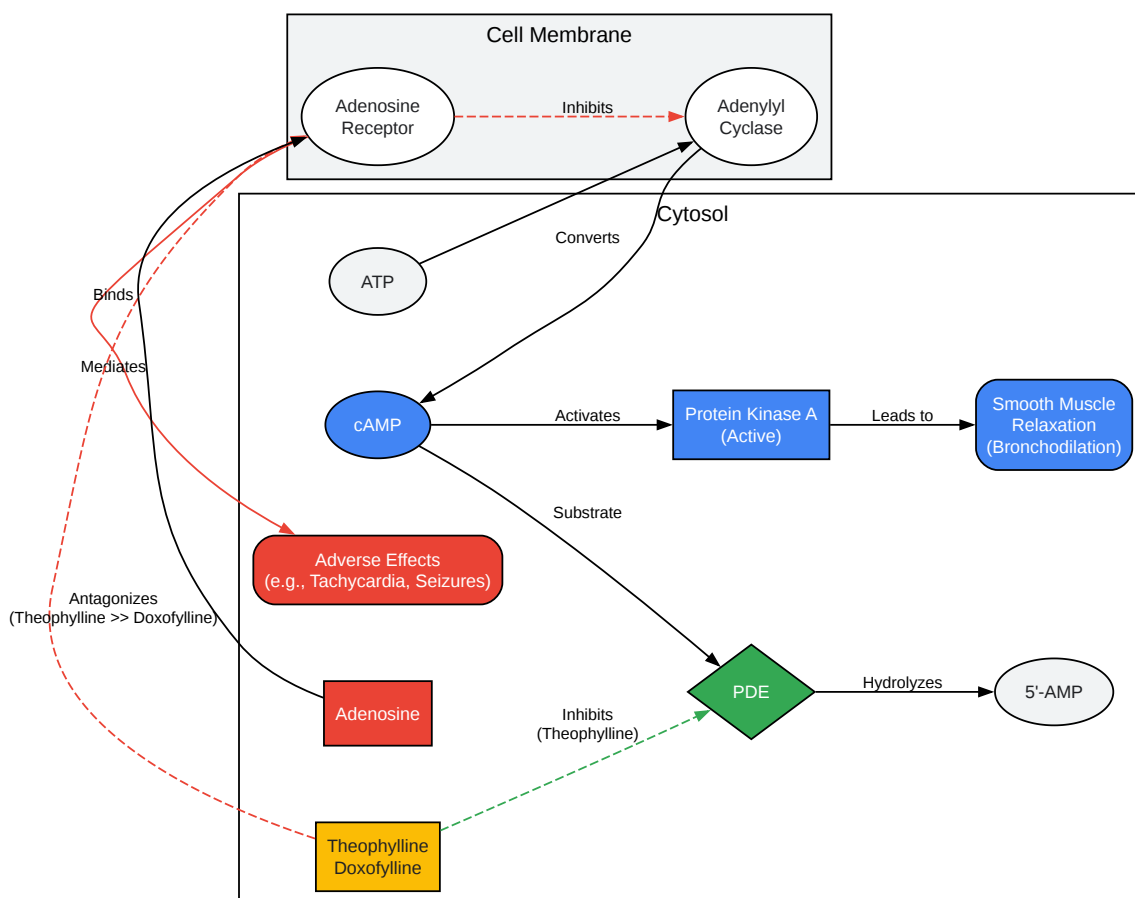 Cell Membrane
Adenosine
Receptor
Inhibits
Adenylyl
Cyclase
Cytosol
Converts
ATP
Binds
Mediates
cAMP
Activates
Protein Kinase A
(Active)
Leads to
Smooth Muscle
Relaxation
(Bronchodilation)
Substrate
Adverse Effects
(e.g., Tachycardia, Seizures)
Antagonizes
(Theophylline >> Doxofylline)
Adenosine
Inhibits
(Theophylline)
PDE
Hydrolyzes
5'-AMP
Theophylline
Doxofylline